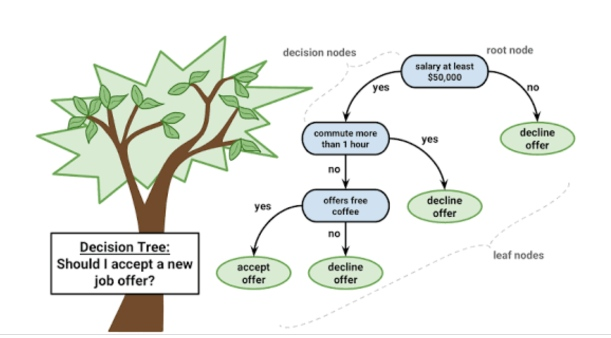 decision nodes
root node
salary at least
$50,000
yes
no
commute more
than 1 hour
decline
offer
yes
no
offers free
coffee
decline
offer
yes
no
leaf nodes
accept
offer
decline
offer
Decision Tree:
Should I accept a new
job offer?